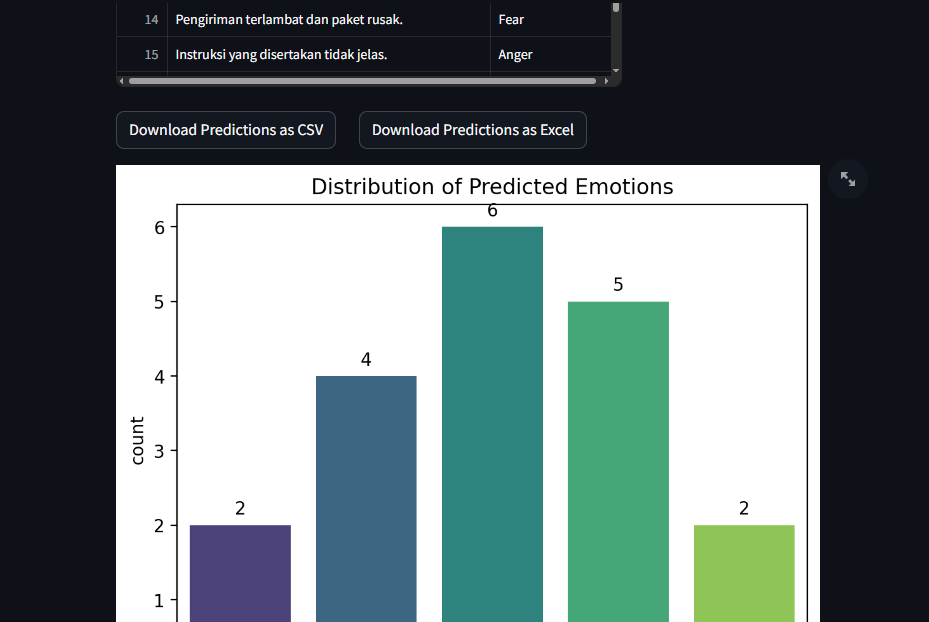 14 Pengiriman terlambat dan paket rusak. Fear
15 Instruksi yang disertakan tidak jelas. Anger
Download Predictions as CSV Download Predictions as Excel
Distribution of Predicted Emotions
6
6
5
5
4
4
count
3
2
2
2
1